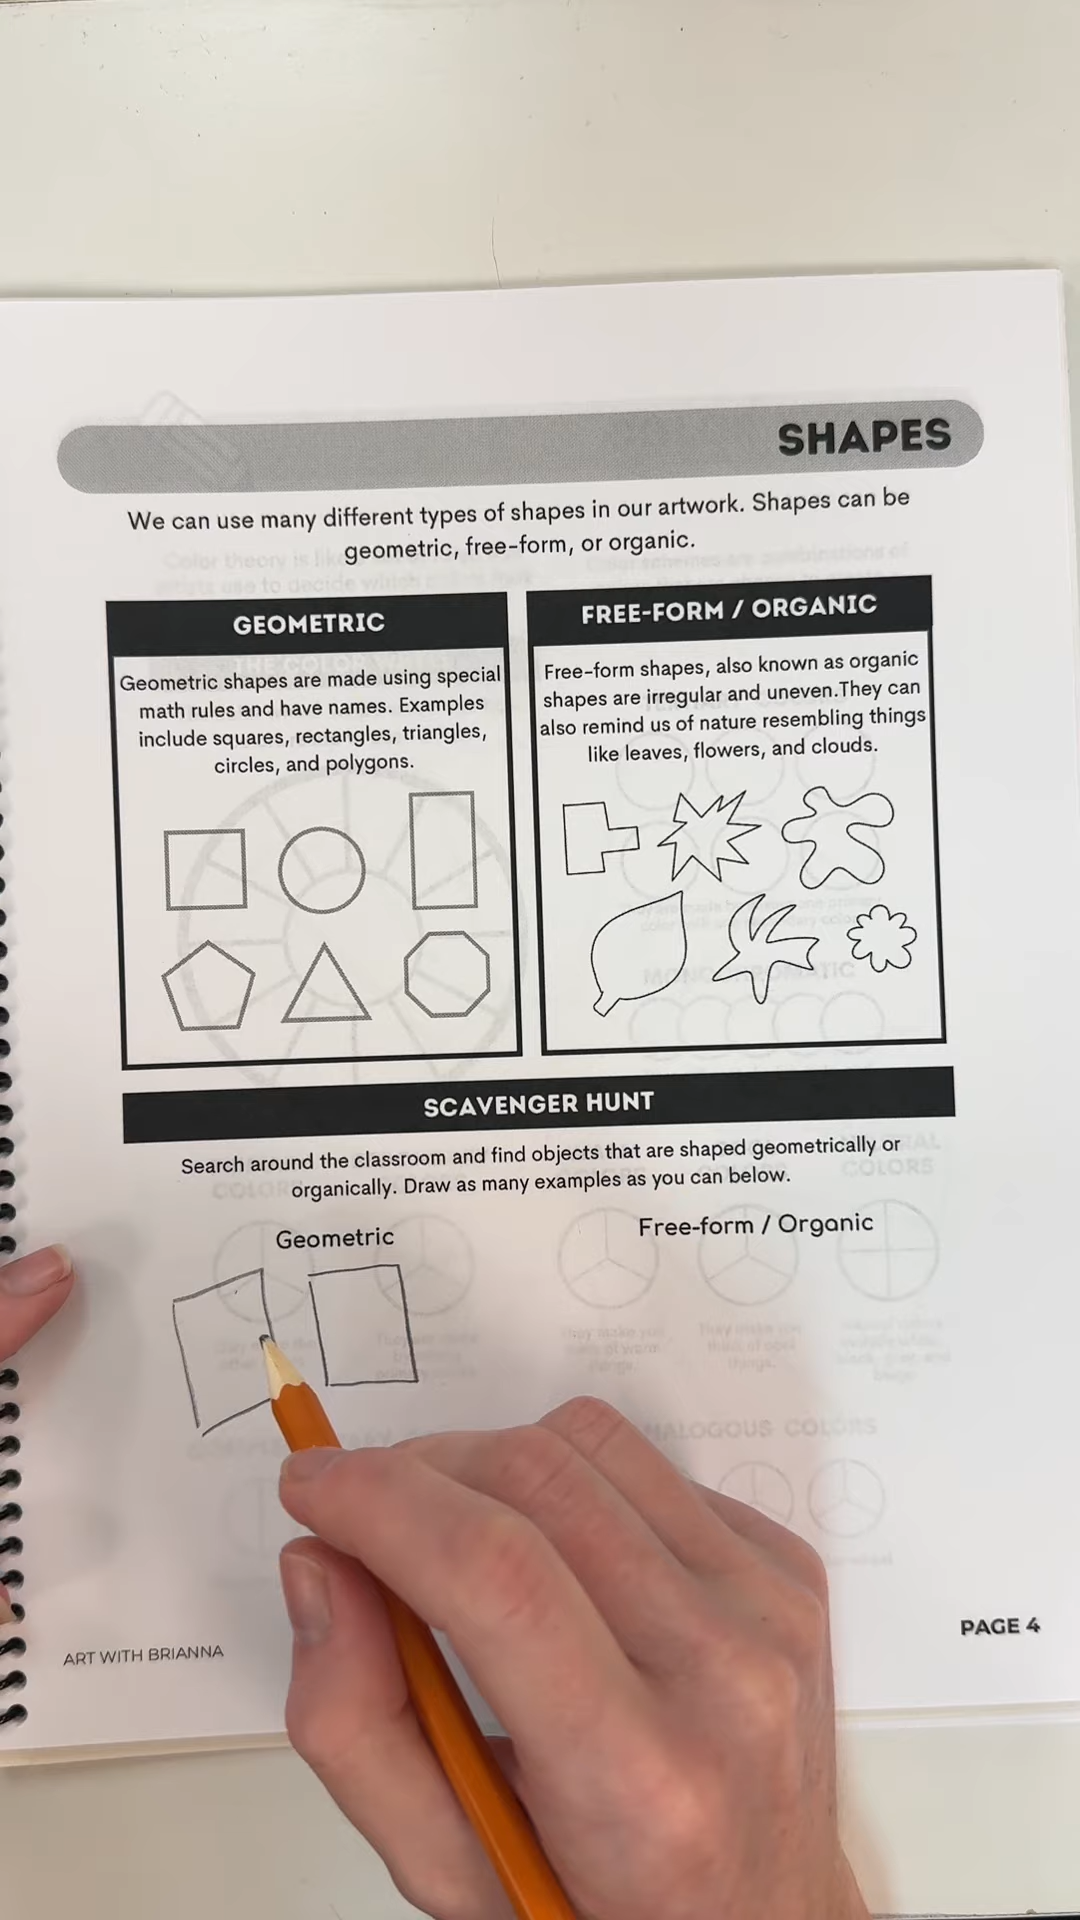 SHAPES
We can use many different types of shapes in our artwork. Shapes can be
geometric, free-form, or organic.
GEOMETRIC
Geometric shapes are made using special
math rules and have names. Examples
include squares, rectangles, triangles,
circles, and polygons.
FREE-FORM / ORGANIC
Free-form shapes, also known as organic
shapes are irregular and uneven.They can
also remind us of nature resembling things
like leaves, flowers, and clouds.
SCAVENGER HUNT
Search around the classroom and find objects that are shaped geometrically or
organically. Draw as many examples as you can below.
Geometric
Free-form / Organic
ART WITH BRIANNA
PAGE 4